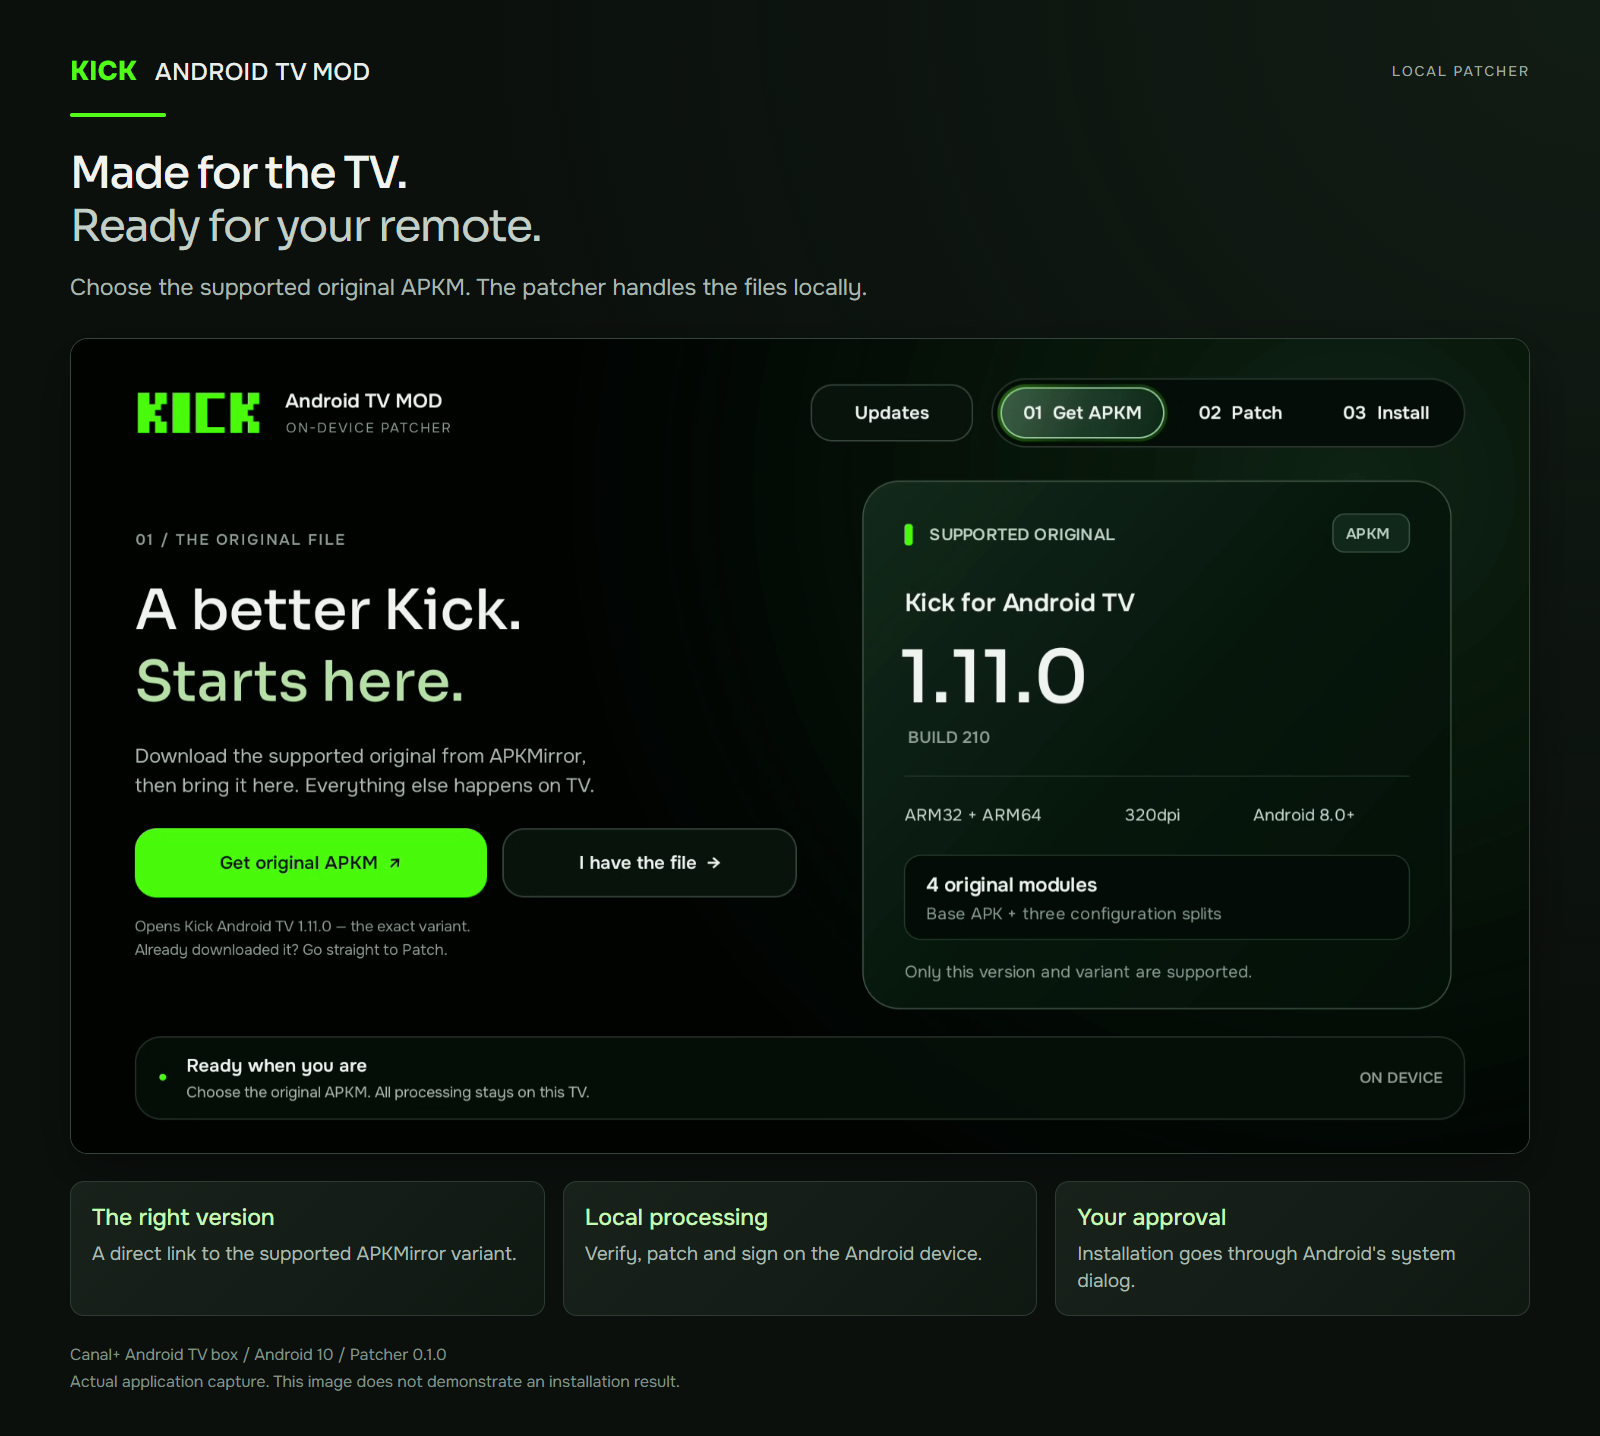 KICK ANDROID TV MOD
LOCAL PATCHER
Made for the TV.
Ready for your remote.
Choose the supported original APKM. The patcher handles the files locally.
KICK
Android TV MOD
ON-DEVICE PATCHER
Updates
01 Get APKM
02 Patch
03 Install
01 / THE ORIGINAL FILE
A better Kick.
Starts here.
Download the supported original from APKMirror,
then bring it here. Everything else happens on TV.
Get original APKM ↗
I have the file →
Opens Kick Android TV 1.11.0 — the exact variant.
Already downloaded it? Go straight to Patch.
SUPPORTED ORIGINAL
APKM
Kick for Android TV
1.11.0
BUILD 210
ARM32 + ARM64
320dpi
Android 8.0+
4 original modules
Base APK + three configuration splits
Only this version and variant are supported.
Ready when you are
Choose the original APKM. All processing stays on this TV.
ON DEVICE
The right version
A direct link to the supported APKMirror variant.
Local processing
Verify, patch and sign on the Android device.
Your approval
Installation goes through Android's system
dialog.
Canal+ Android TV box / Android 10 / Patcher 0.1.0
Actual application capture. This image does not demonstrate an installation result.